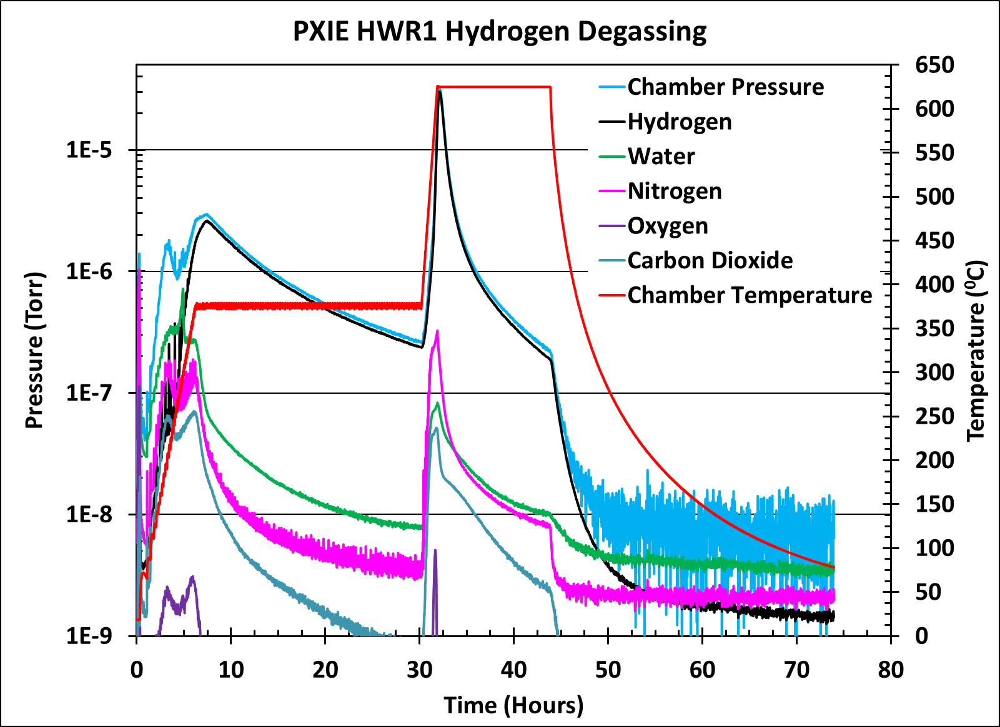 PXIE HWR1 Hydrogen Degassing
Chamber Pressure
Hydrogen
Water
Nitrogen
Oxygen
Carbon Dioxide
Chamber Temperature
Pressure (Torr)
1E-5
1E-6
1E-7
1E-8
1E-9
650
600
550
500
450
400
350
300
250
200
150
100
50
0
Temperature (⁰C)
0 10 20 30 40 50 60 70 80
Time (Hours)